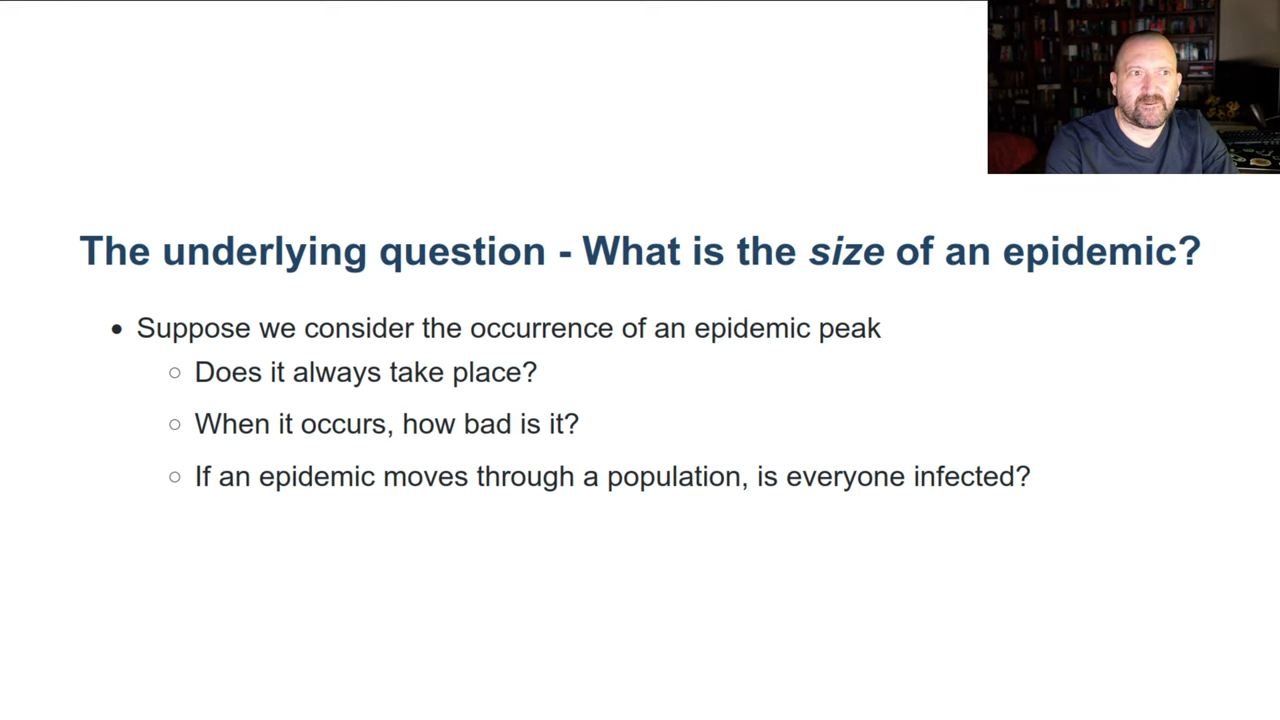 The underlying question - What is the size of an epidemic?
Suppose we consider the occurrence of an epidemic peak
Does it always take place?
When it occurs, how bad is it?
If an epidemic moves through a population, is everyone infected?